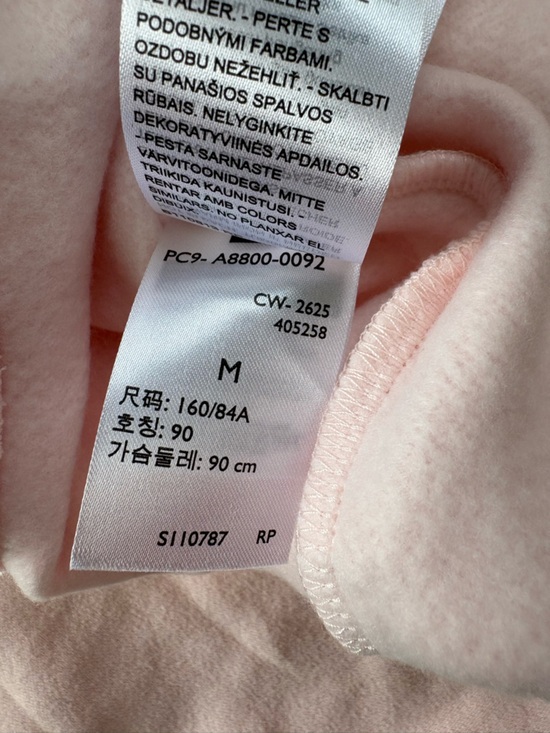 DETALJER. - PERTE S
PODOBNÝMI FARBAMI.
OZDOBU NEŽEHLIŤ. - SKALBTI
SU PANAŠIOS SPALVOS
RŪBAIS. NELYGINKITE
DEKORATYVIINĖS APDAILOS.
- PESTA SARNASTE
VÄRVITOONIDEGA. MITTE
TRIIKIDA KAUNISTUSI. -
RENTAR AMB COLORS
SIMILARS. NO PLANXAR EL
DIBUIX.
PC9- A8800-0092
CW- 2625
405258
M
尺码: 160/84A
호칭: 90
가슴둘레: 90 cm
S110787 RP